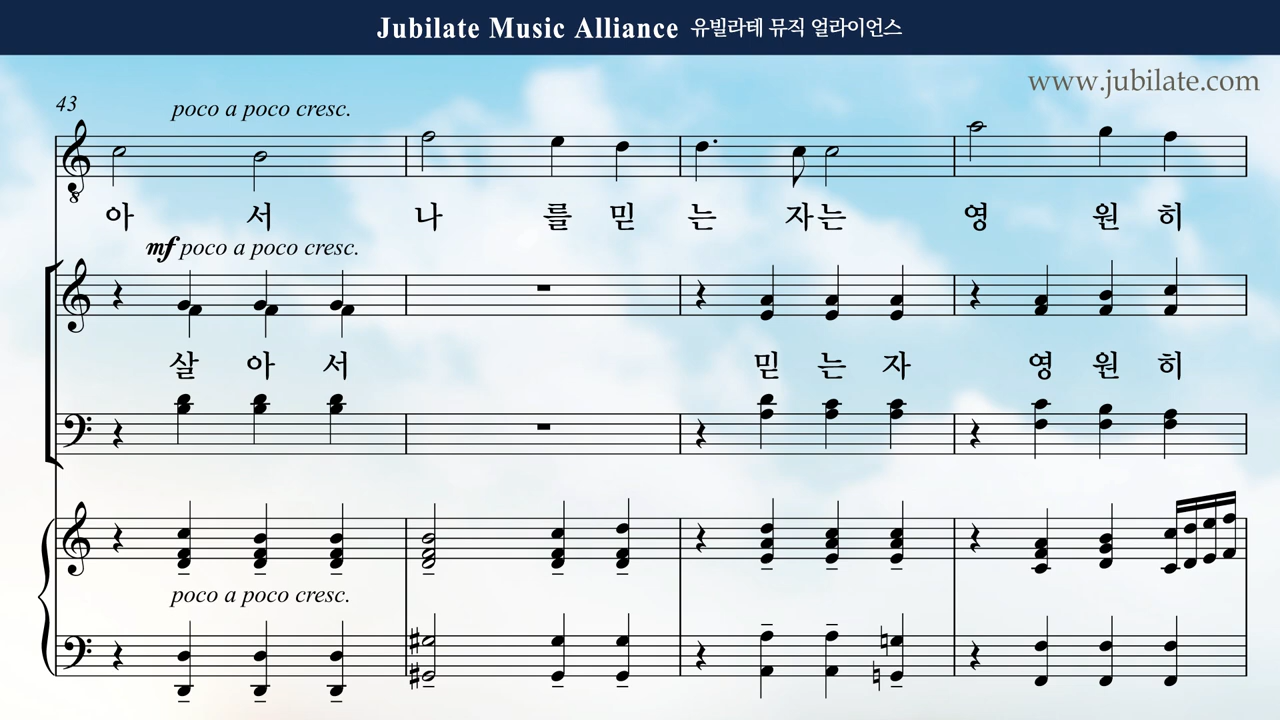 Jubilate Music Alliance 유빌라테 뮤직 얼라이언스
www.jubilate.com
43
poco a poco cresc.
아 서 나 를 믿 는 자 는 영 원 히
mf poco a poco cresc.
살 아 서 믿 는 자 영 원 히
poco a poco cresc.